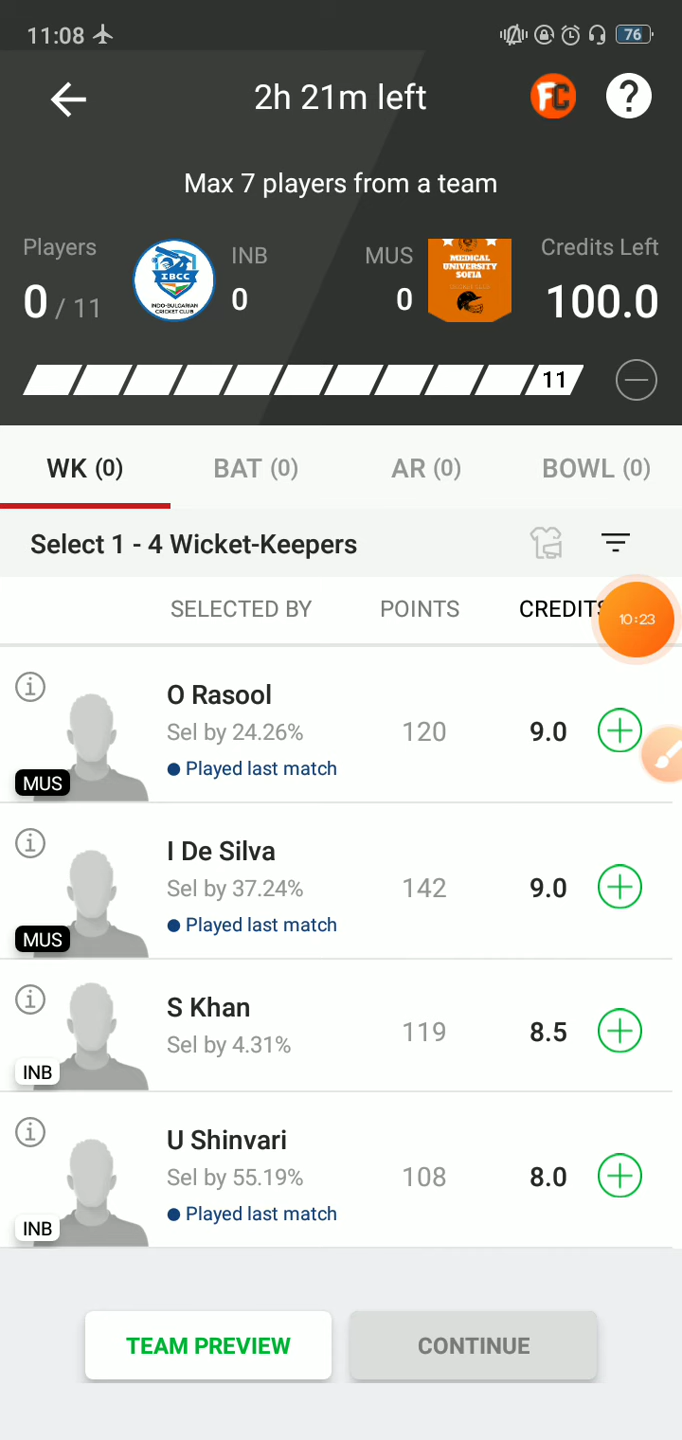 11:08
76
2h 21m left
FC
?
Max 7 players from a team
Players
INB
MUS
Credits Left
0 / 11
0
0
100.0
IBCC
INDO-BULGARIAN
CRICKET CLUB
MEDICAL
UNIVERSITY
SOFIA
CRICKET CLUB
11
WK (0)
BAT (0)
AR (0)
BOWL (0)
Select 1 - 4 Wicket-Keepers
SELECTED BY
POINTS
CREDITS
10:23
O Rasool
Sel by 24.26%
120
9.0
Played last match
MUS
I De Silva
Sel by 37.24%
142
9.0
Played last match
MUS
S Khan
Sel by 4.31%
119
8.5
INB
U Shinvari
Sel by 55.19%
108
8.0
Played last match
INB
TEAM PREVIEW
CONTINUE